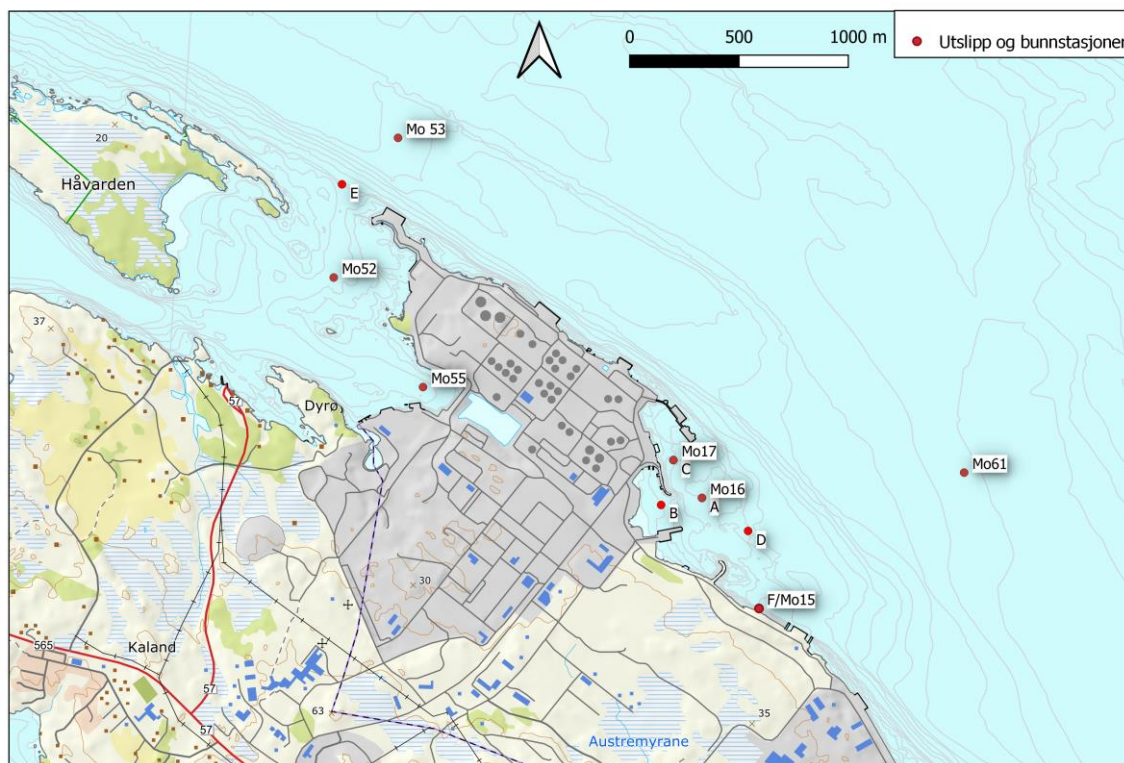 0 500 1000 m
Utslipp og bunnstasjoner
20
Mo 53
Håvarden
E
Mo52
37
Mo55
57
Dyrøy
Mo17
C
Mo61
Mo16
A
B
D
30
F/Mo15
565
Kaland
57
57
63
35
Austremyrane